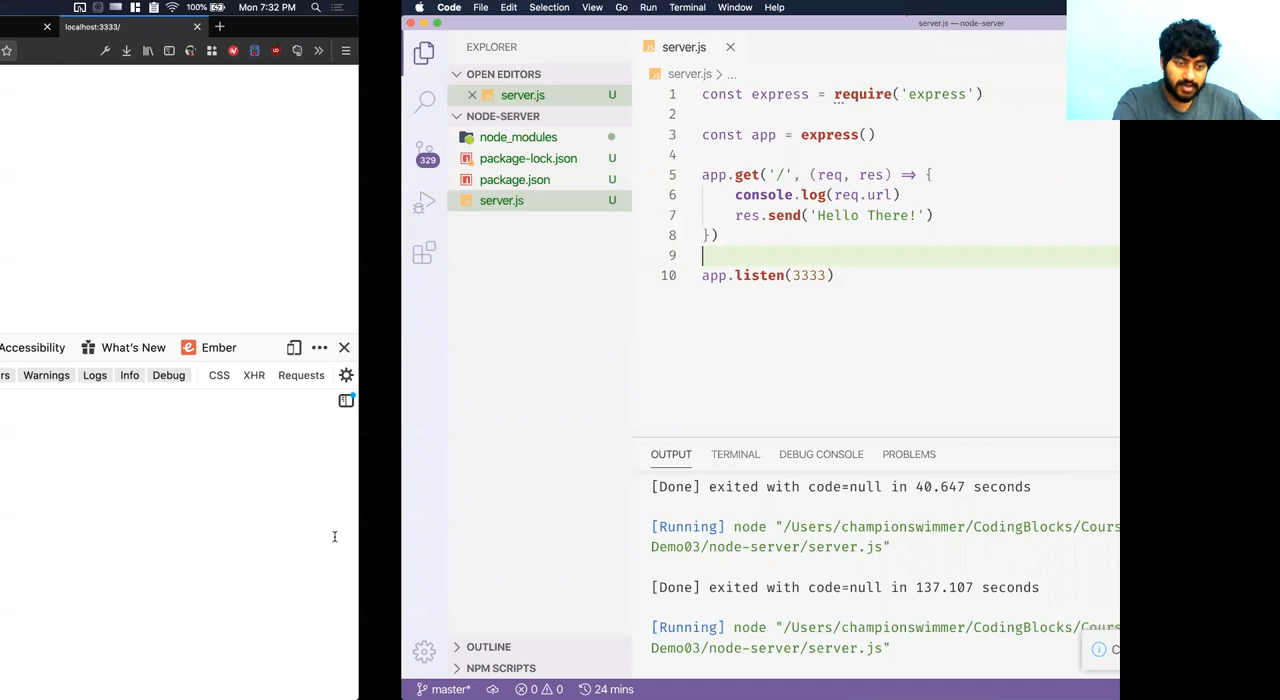 100%
Mon 7:32 PM
localhost:3333/
Accessibility
What's New
Ember
rs
Warnings
Logs
Info
Debug
CSS
XHR
Requests
Code File Edit Selection View Go Run Terminal Window Help
server.js — node-server
EXPLORER
OPEN EDITORS
server.js U
NODE-SERVER
node_modules
package-lock.json U
package.json U
server.js U
329
OUTLINE
NPM SCRIPTS
server.js
server.js > ...
1 const express = require('express')
2
3 const app = express()
4
5 app.get('/', (req, res) => {
6 console.log(req.url)
7 res.send('Hello There!')
8 })
9
10 app.listen(3333)
OUTPUT TERMINAL DEBUG CONSOLE PROBLEMS
[Done] exited with code=null in 40.647 seconds
[Running] node "/Users/championswimmer/CodingBlocks/Cours
Demo03/node-server/server.js"
[Done] exited with code=null in 137.107 seconds
[Running] node "/Users/championswimmer/CodingBlocks/Cou
Demo03/node-server/server.js"
C
master* 0 0 24 mins